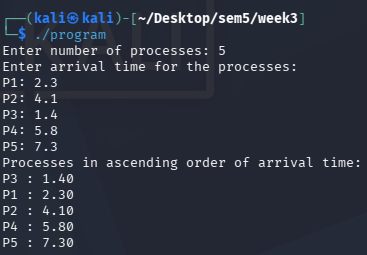 ┌──(kali㉿kali)-[~/Desktop/sem5/week3]
└─$ ./program
Enter number of processes: 5
Enter arrival time for the processes:
P1: 2.3
P2: 4.1
P3: 1.4
P4: 5.8
P5: 7.3
Processes in ascending order of arrival time:
P3 : 1.40
P1 : 2.30
P2 : 4.10
P4 : 5.80
P5 : 7.30